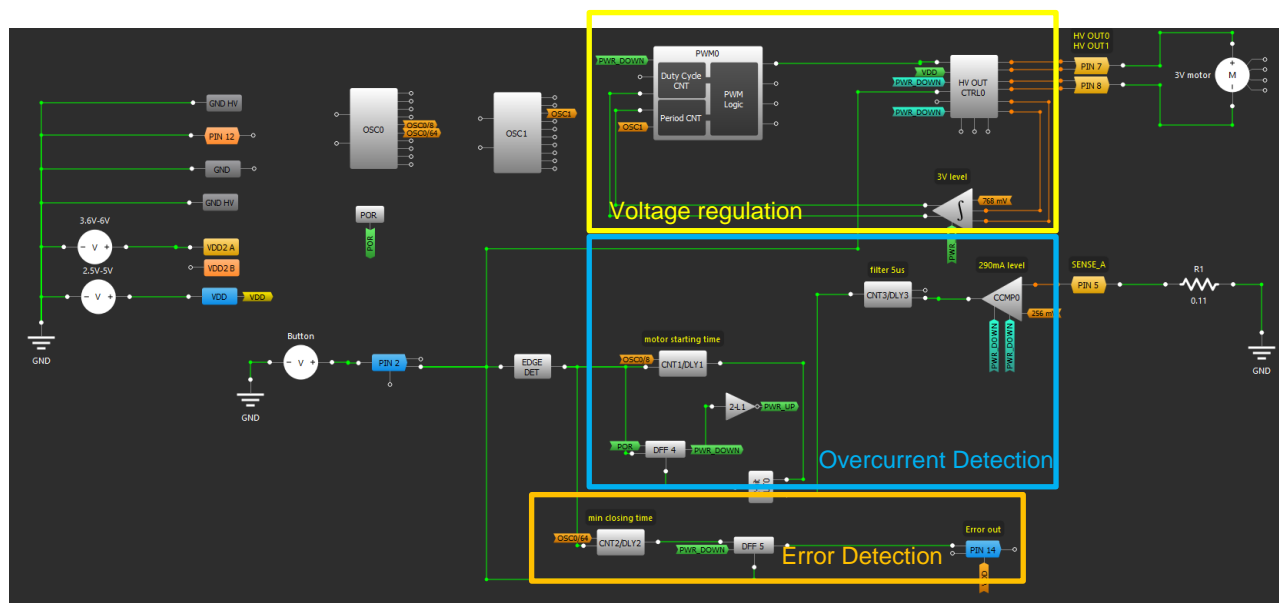 HV OUT0
HV OUT1
PWR_DOWN
PWM0
Duty Cycle
CNT
PWM
Logic
Period CNT
OSC1
VDD
PWR_DOWN
PWR_DOWN
HV OUT
CTRL0
PIN 7
PIN 8
3V motor
+
M
-
GND HV
PIN 12
GND
GND HV
OSC0
OSC0/8
OSC0/64
OSC1
OSC1
POR
POR
3V level
768 mV
Voltage regulation
3.6V-6V
- V +
VDD2 A
VDD2 B
2.5V-5V
- V +
VDD
VDD
GND
filter 5us
CNT3/DLY3
290mA level
CCMP0
256 mV
PWR_DOWN
PWR_DOWN
SENSE_A
PIN 5
R1
0.11
GND
Button
- V +
PIN 2
GND
EDGE
DET
motor starting time
OSC0/8
CNT1/DLY1
2-L1
PWR_UP
POR
DFF 4
PWR_DOWN
Overcurrent Detection
min closing time
OSC0/64
CNT2/DLY2
PWR_DOWN
DFF 5
Error Detection
Error out
PIN 14
VDD